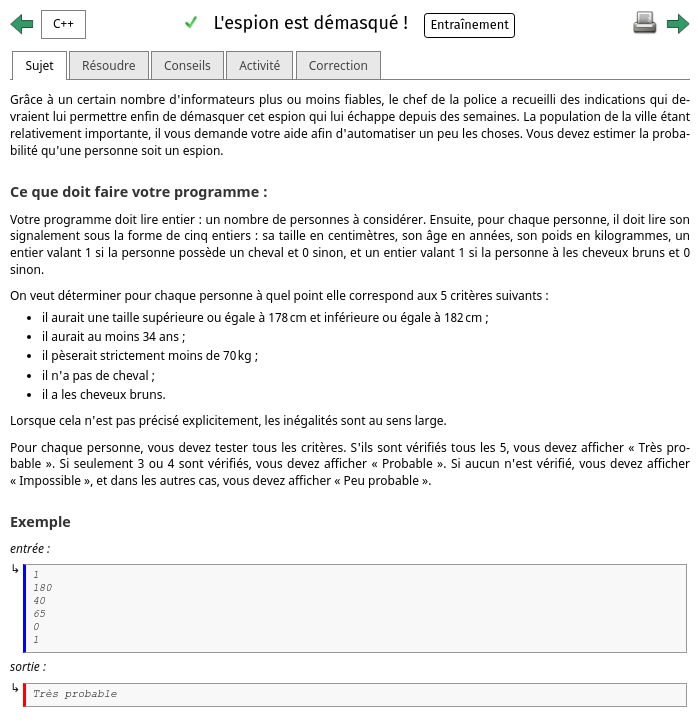 C++
L'espion est démasqué !
Entraînement
Sujet
Résoudre
Conseils
Activité
Correction
Grâce à un certain nombre d'informateurs plus ou moins fiables, le chef de la police a recueilli des indications qui de-
vraient lui permettre enfin de démasquer cet espion qui lui échappe depuis des semaines. La population de la ville étant
relativement importante, il vous demande votre aide afin d'automatiser un peu les choses. Vous devez estimer la proba-
bilité qu'une personne soit un espion.
Ce que doit faire votre programme :
Votre programme doit lire entier : un nombre de personnes à considérer. Ensuite, pour chaque personne, il doit lire son
signalement sous la forme de cinq entiers : sa taille en centimètres, son âge en années, son poids en kilogrammes, un
entier valant 1 si la personne possède un cheval et 0 sinon, et un entier valant 1 si la personne à les cheveux bruns et 0
sinon.
On veut déterminer pour chaque personne à quel point elle correspond aux 5 critères suivants :
• il aurait une taille supérieure ou égale à 178 cm et inférieure ou égale à 182 cm ;
• il aurait au moins 34 ans ;
• il pèserait strictement moins de 70 kg ;
• il n'a pas de cheval ;
• il a les cheveux bruns.
Lorsque cela n'est pas précisé explicitement, les inégalités sont au sens large.
Pour chaque personne, vous devez tester tous les critères. S'ils sont vérifiés tous les 5, vous devez afficher « Très pro-
bable ». Si seulement 3 ou 4 sont vérifiés, vous devez afficher « Probable ». Si aucun n'est vérifié, vous devez afficher
« Impossible », et dans les autres cas, vous devez afficher « Peu probable ».
Exemple
entrée :
1
180
40
65
0
1
sortie :
Très probable